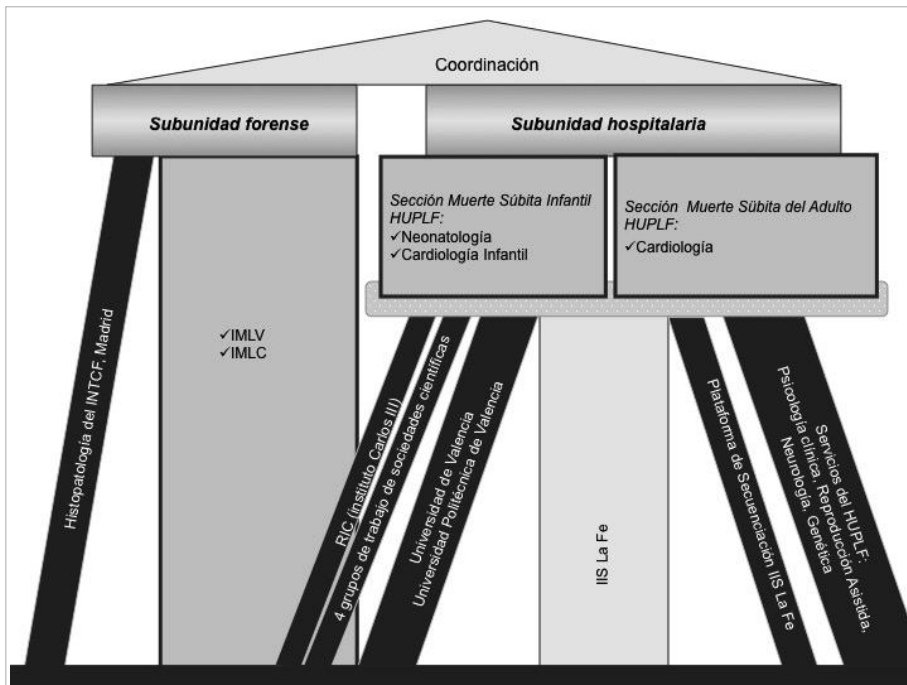 Coordinación
Subunidad forense
Subunidad hospitalaria
Sección Muerte Súbita Infantil
HUPLF:
✓Neonatología
✓Cardiología Infantil
Sección  Muerte Sübita del Adulto
HUPLF:
✓Cardiología
✓IMLV
✓IMLC
Histopatología del INTCF, Madrid
RIC (instituto Carlos III)
4 grupos de trabajo de sociedades científicas
Universidad de Valencia
Universidad Politécnica de Valencia
IIS La Fe
Plataforma de Secuenciación IIS La Fe
Servicios del HUPLF:
Psicología clínica, Reproducción Asistida,
Neurología, Genética